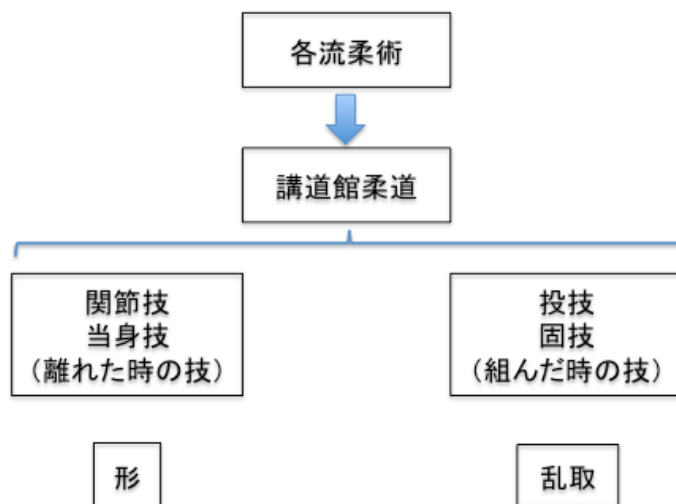 各流柔術
講道館柔道
関節技
当身技
（離れた時の技）
投技
固技
（組んだ時の技）
形
乱取